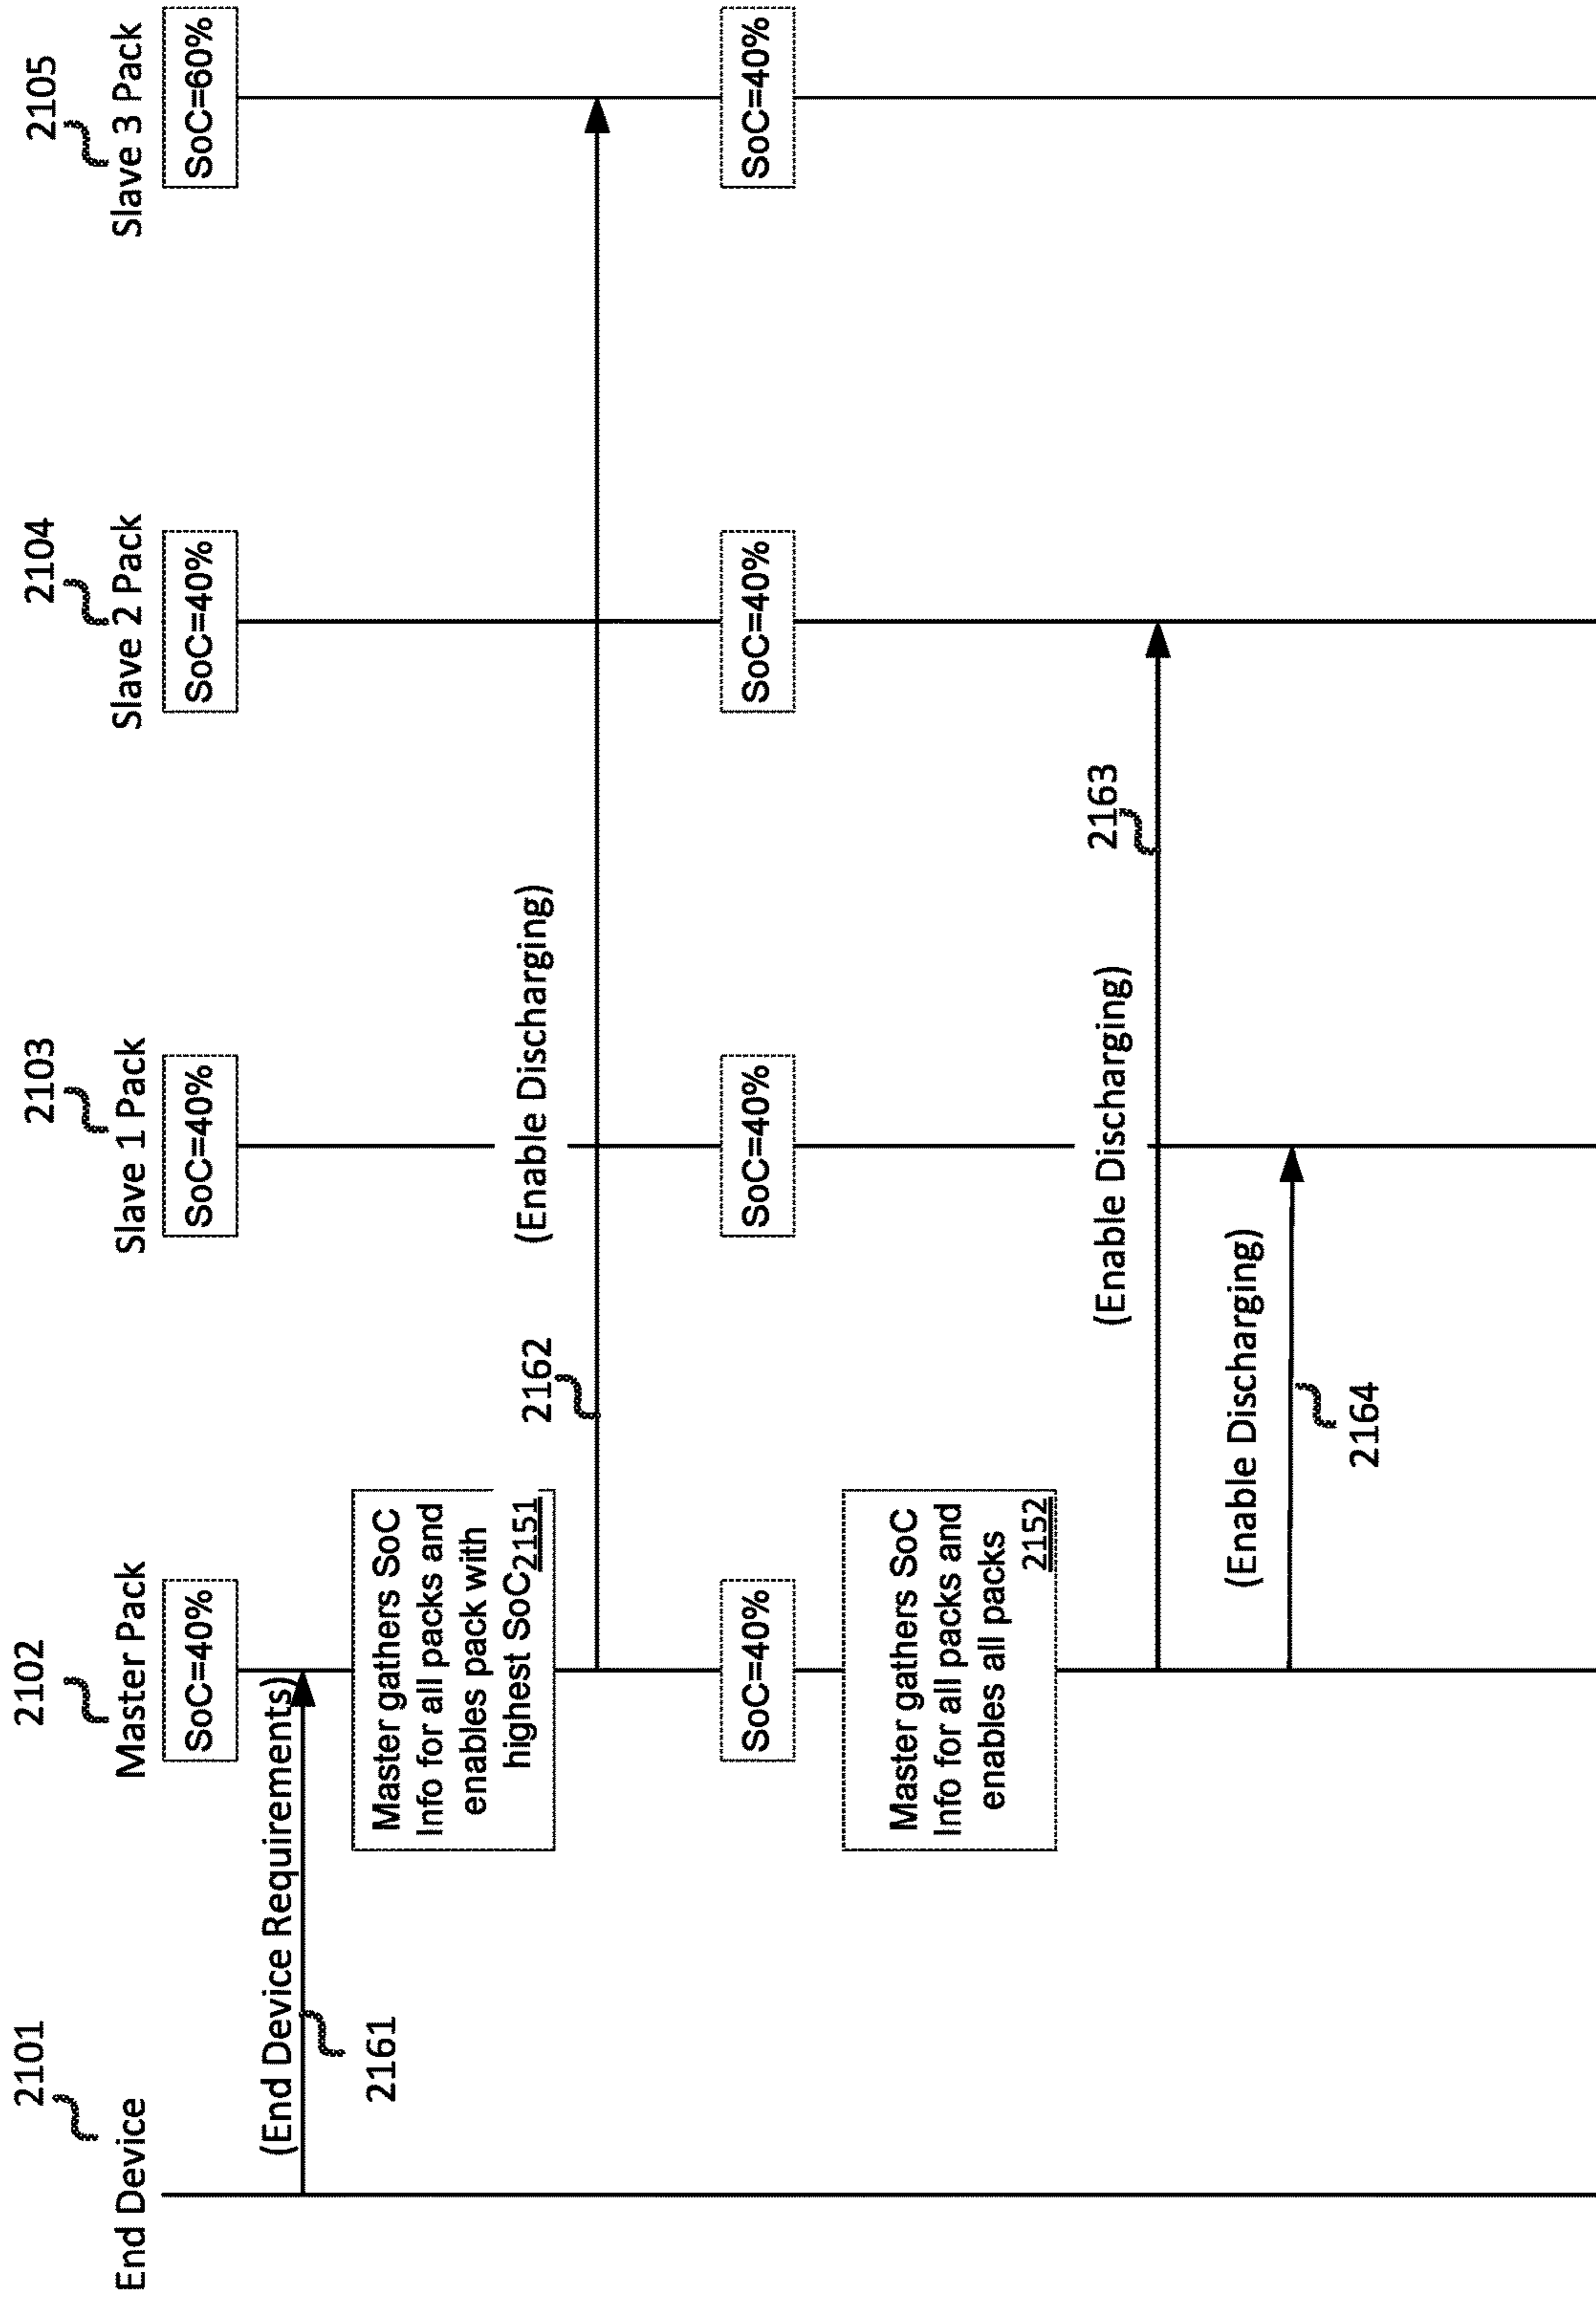 2101
End Device
2102
Master Pack
2103
Slave 1 Pack
2104
Slave 2 Pack
2105
Slave 3 Pack
SoC=40%
SoC=40%
SoC=40%
SoC=60%
(End Device Requirements)
2161
Master gathers SoC
Info for all packs and
enables pack with
highest SoC 2151
2162
(Enable Discharging)
SoC=40%
SoC=40%
SoC=40%
SoC=40%
Master gathers SoC
Info for all packs and
enables all packs
2152
(Enable Discharging)
2163
(Enable Discharging)
2164